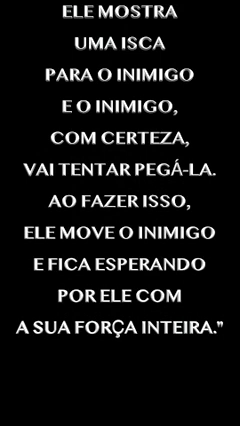 ELE MOSTRA
UMA ISCA
PARA O INIMIGO
E O INIMIGO,
COM CERTEZA,
VAI TENTAR PEGÁ-LA.
AO FAZER ISSO,
ELE MOVE O INIMIGO
E FICA ESPERANDO
POR ELE COM
A SUA FORÇA INTEIRA."